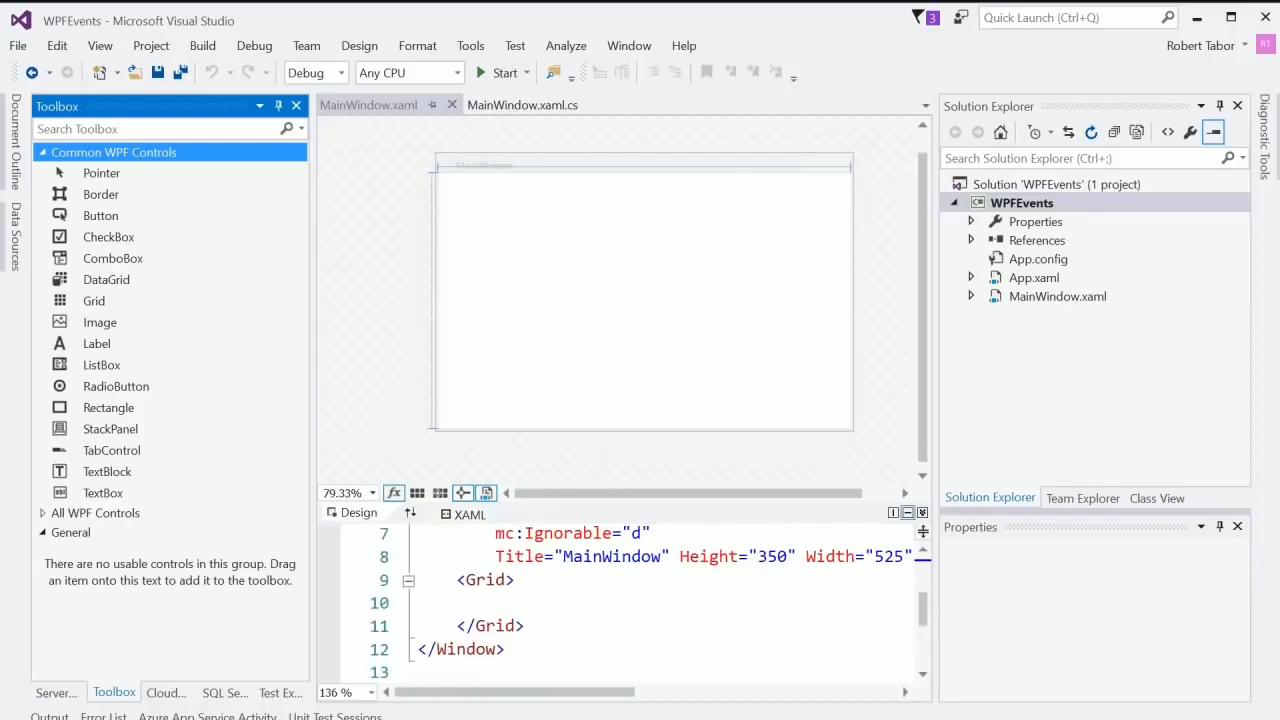 WPFEvents - Microsoft Visual Studio
3
Quick Launch (Ctrl+Q)
File Edit View Project Build Debug Team Design Format Tools Test Analyze Window Help
Robert Tabor RT
Debug Any CPU Start
Document Outline
Data Sources
Toolbox
Search Toolbox
Common WPF Controls
Pointer
Border
Button
CheckBox
ComboBox
DataGrid
Grid
Image
Label
ListBox
RadioButton
Rectangle
StackPanel
TabControl
TextBlock
TextBox
All WPF Controls
General
There are no usable controls in this group. Drag
an item onto this text to add it to the toolbox.
Server... Toolbox Cloud... SQL Se... Test Ex...
MainWindow.xaml MainWindow.xaml.cs
MainWindow
79.33%
Design XAML
7 mc:Ignorable="d"
8 Title="MainWindow" Height="350" Width="525"
9 <Grid>
10
11 </Grid>
12 </Window>
13
136 %
Solution Explorer
Search Solution Explorer (Ctrl+;)
Solution 'WPFEvents' (1 project)
WPFEvents
Properties
References
App.config
App.xaml
MainWindow.xaml
Solution Explorer Team Explorer Class View
Properties
Diagnostic Tools
Output Error List Azure App Service Activity Unit Test Sessions